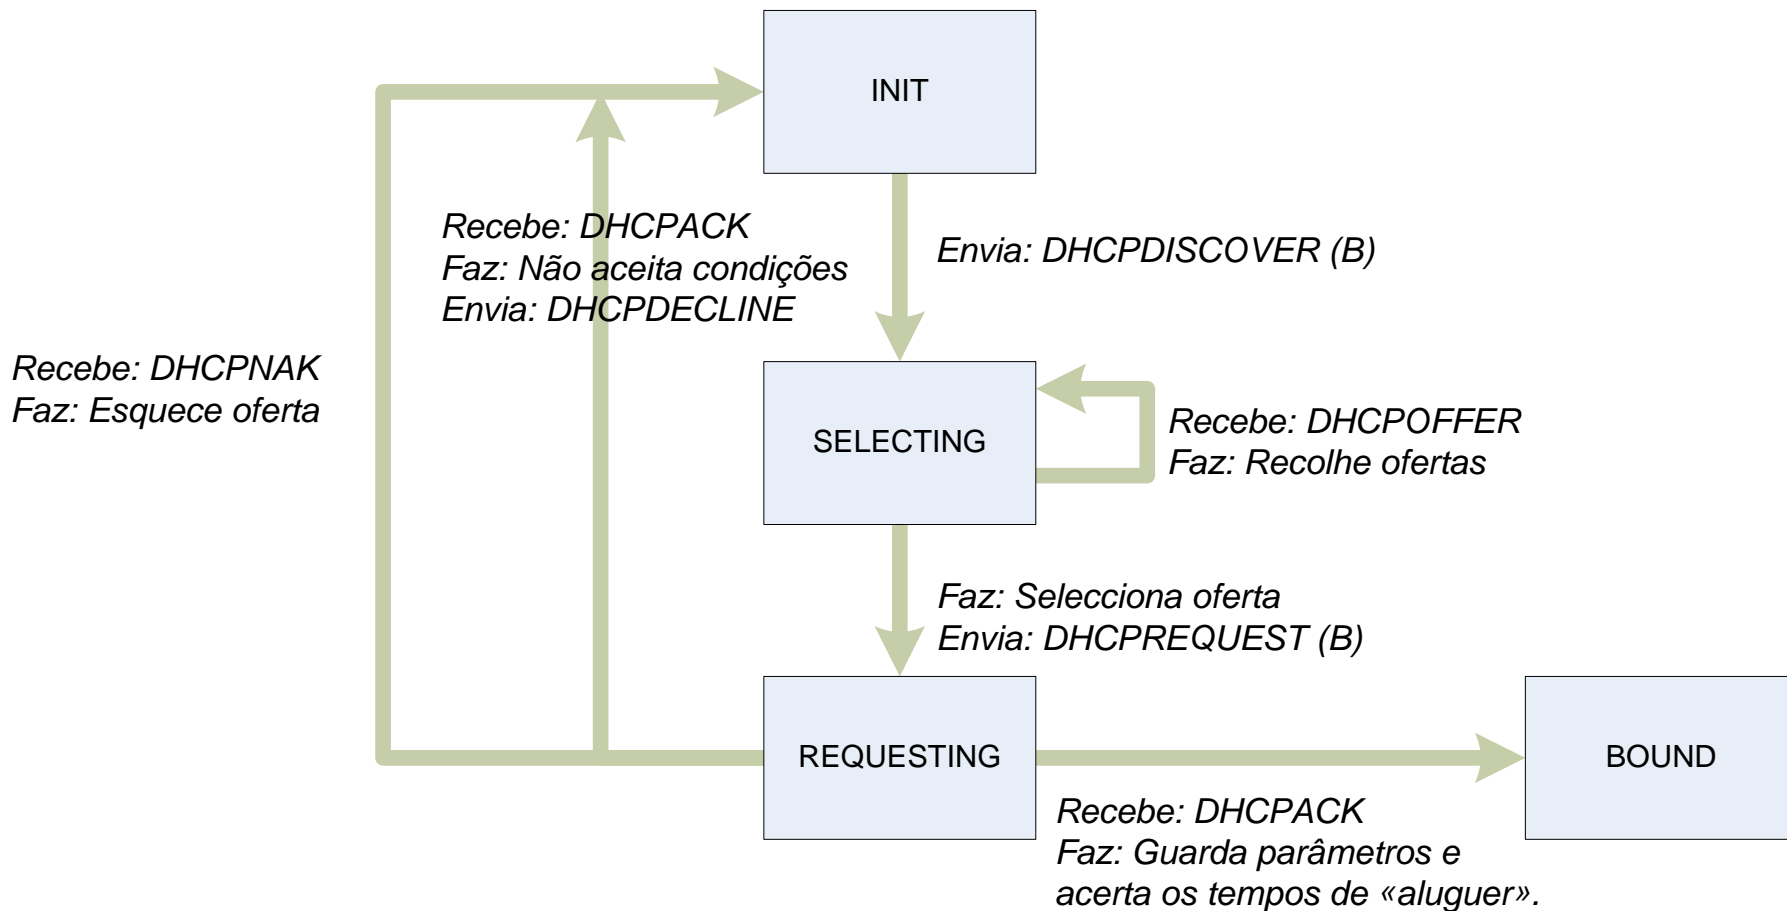 INIT
Recebe: DHCPACK
Faz: Não aceita condições
Envia: DHCPDECLINE
Envia: DHCPDISCOVER (B)
Recebe: DHCPNAK
Faz: Esquece oferta
SELECTING
Recebe: DHCPOFFER
Faz: Recolhe ofertas
Faz: Selecciona oferta
Envia: DHCPREQUEST (B)
REQUESTING
BOUND
Recebe: DHCPACK
Faz: Guarda parâmetros e
acerta os tempos de «aluguer».